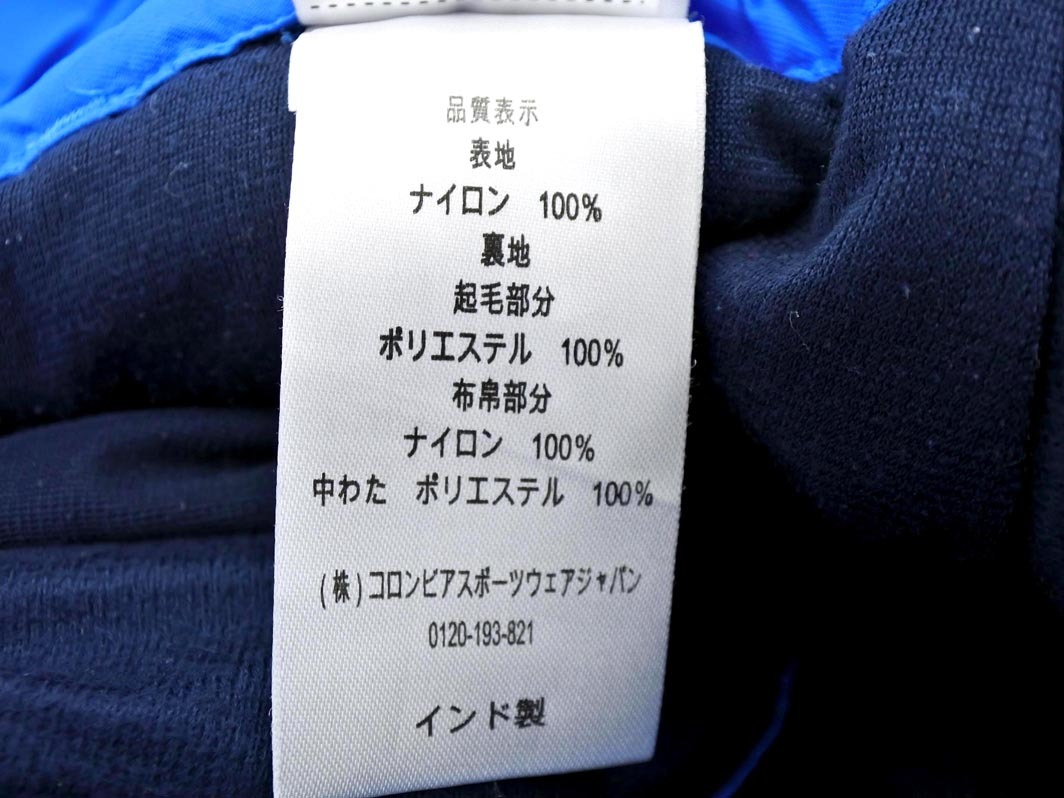 品質表示
表地
ナイロン 100%
裏地
起毛部分
ポリエステル 100%
布帛部分
ナイロン 100%
中わた ポリエステル 100%
(株)コロンビアスポーツウェアジャパン
0120-193-821
インド製